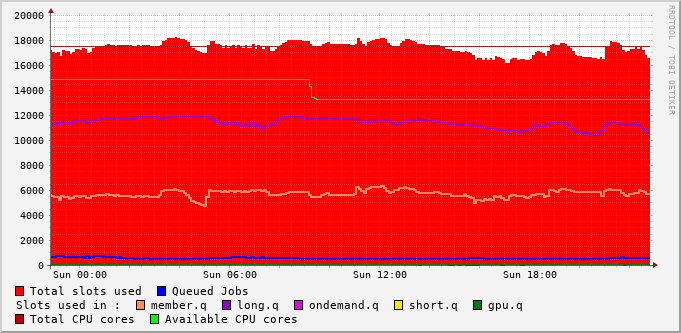 20000
18000
16000
14000
12000
10000
8000
6000
4000
2000
0
Sun 00:00 Sun 06:00 Sun 12:00 Sun 18:00
RRDTOOL / TOBI OETIKER
Total slots used Queued Jobs
Slots used in : member.q long.q ondemand.q short.q gpu.q
Total CPU cores Available CPU cores